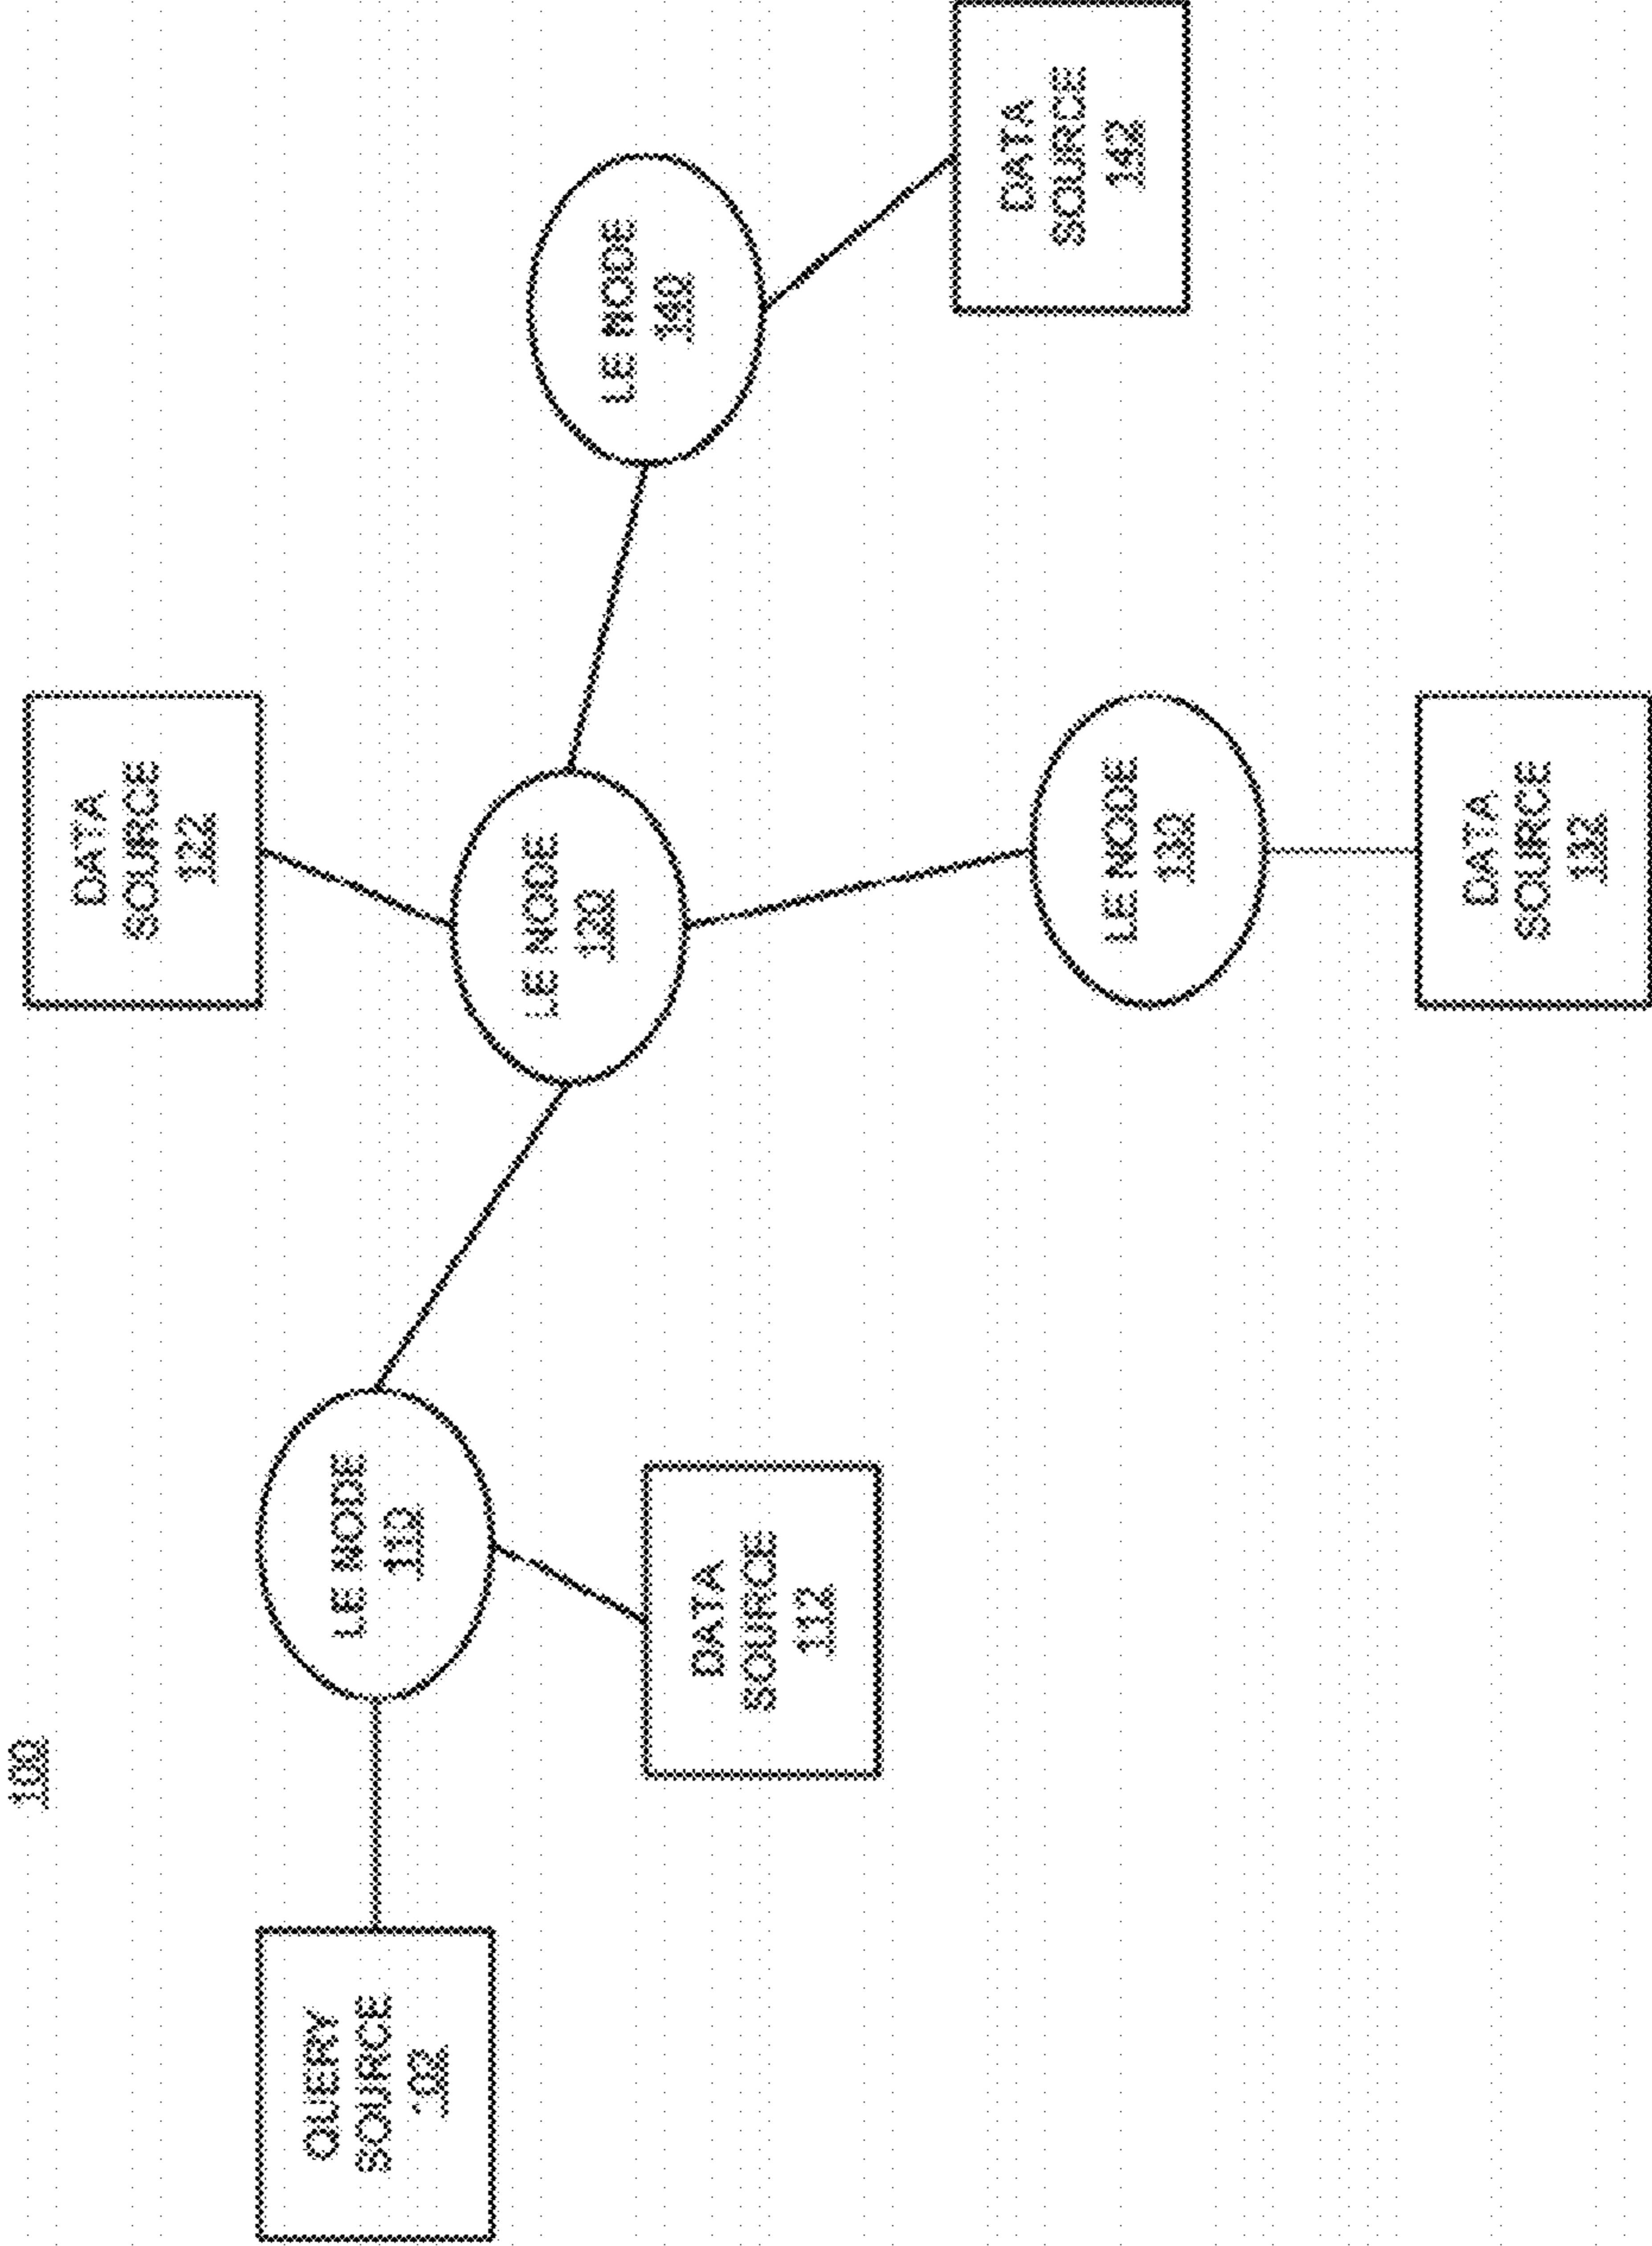 100
QUERY
SOURCE
102
LE NODE
110
DATA
SOURCE
112
DATA
SOURCE
122
LE NODE
120
LE NODE
130
DATA
SOURCE
132
LE NODE
140
DATA
SOURCE
142